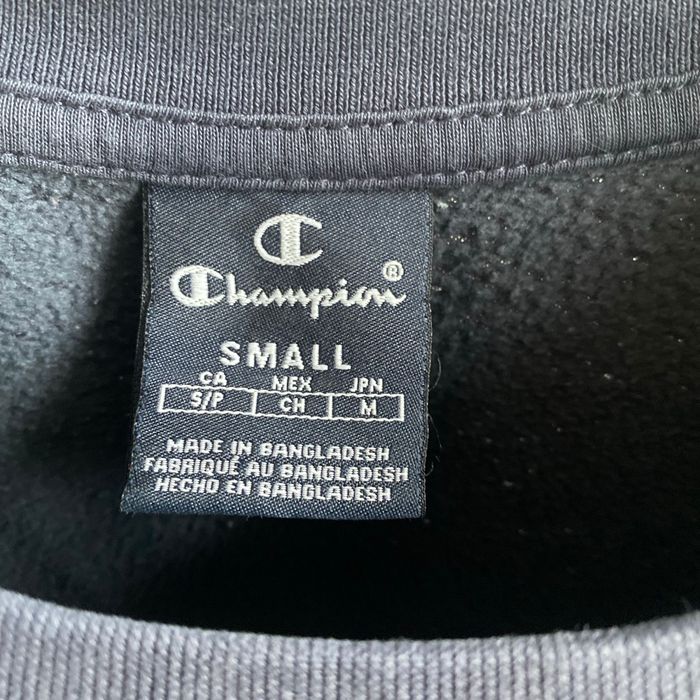 C
Champion®
SMALL
CA MEX JPN
S/P CH M
MADE IN BANGLADESH
FABRIQUÉ AU BANGLADESH
HECHO EN BANGLADESH